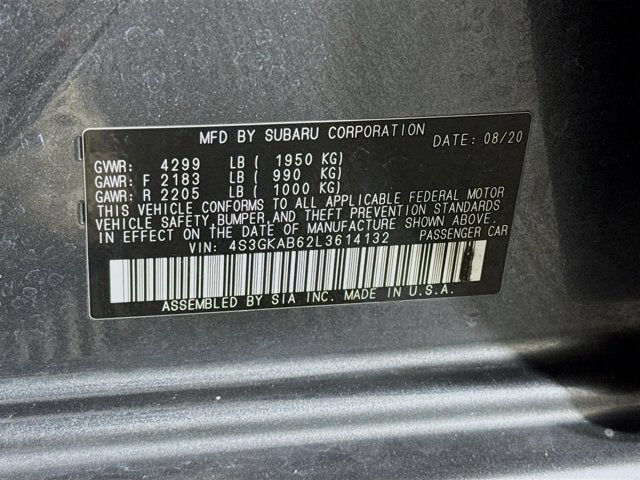 MFD BY SUBARU CORPORATION DATE: 08/20
GVWR: 4299 LB ( 1950 KG)
GAWR: F 2183 LB ( 990 KG)
GAWR: R 2205 LB ( 1000 KG)
THIS VEHICLE CONFORMS TO ALL APPLICABLE FEDERAL MOTOR
VEHICLE SAFETY, BUMPER, AND THEFT PREVENTION STANDARDS
IN EFFECT ON THE DATE OF MANUFACTURE SHOWN ABOVE.
VIN: 4S3GKAB62L3614132 PASSENGER CAR
ASSEMBLED BY SIA INC. MADE IN U.S.A.